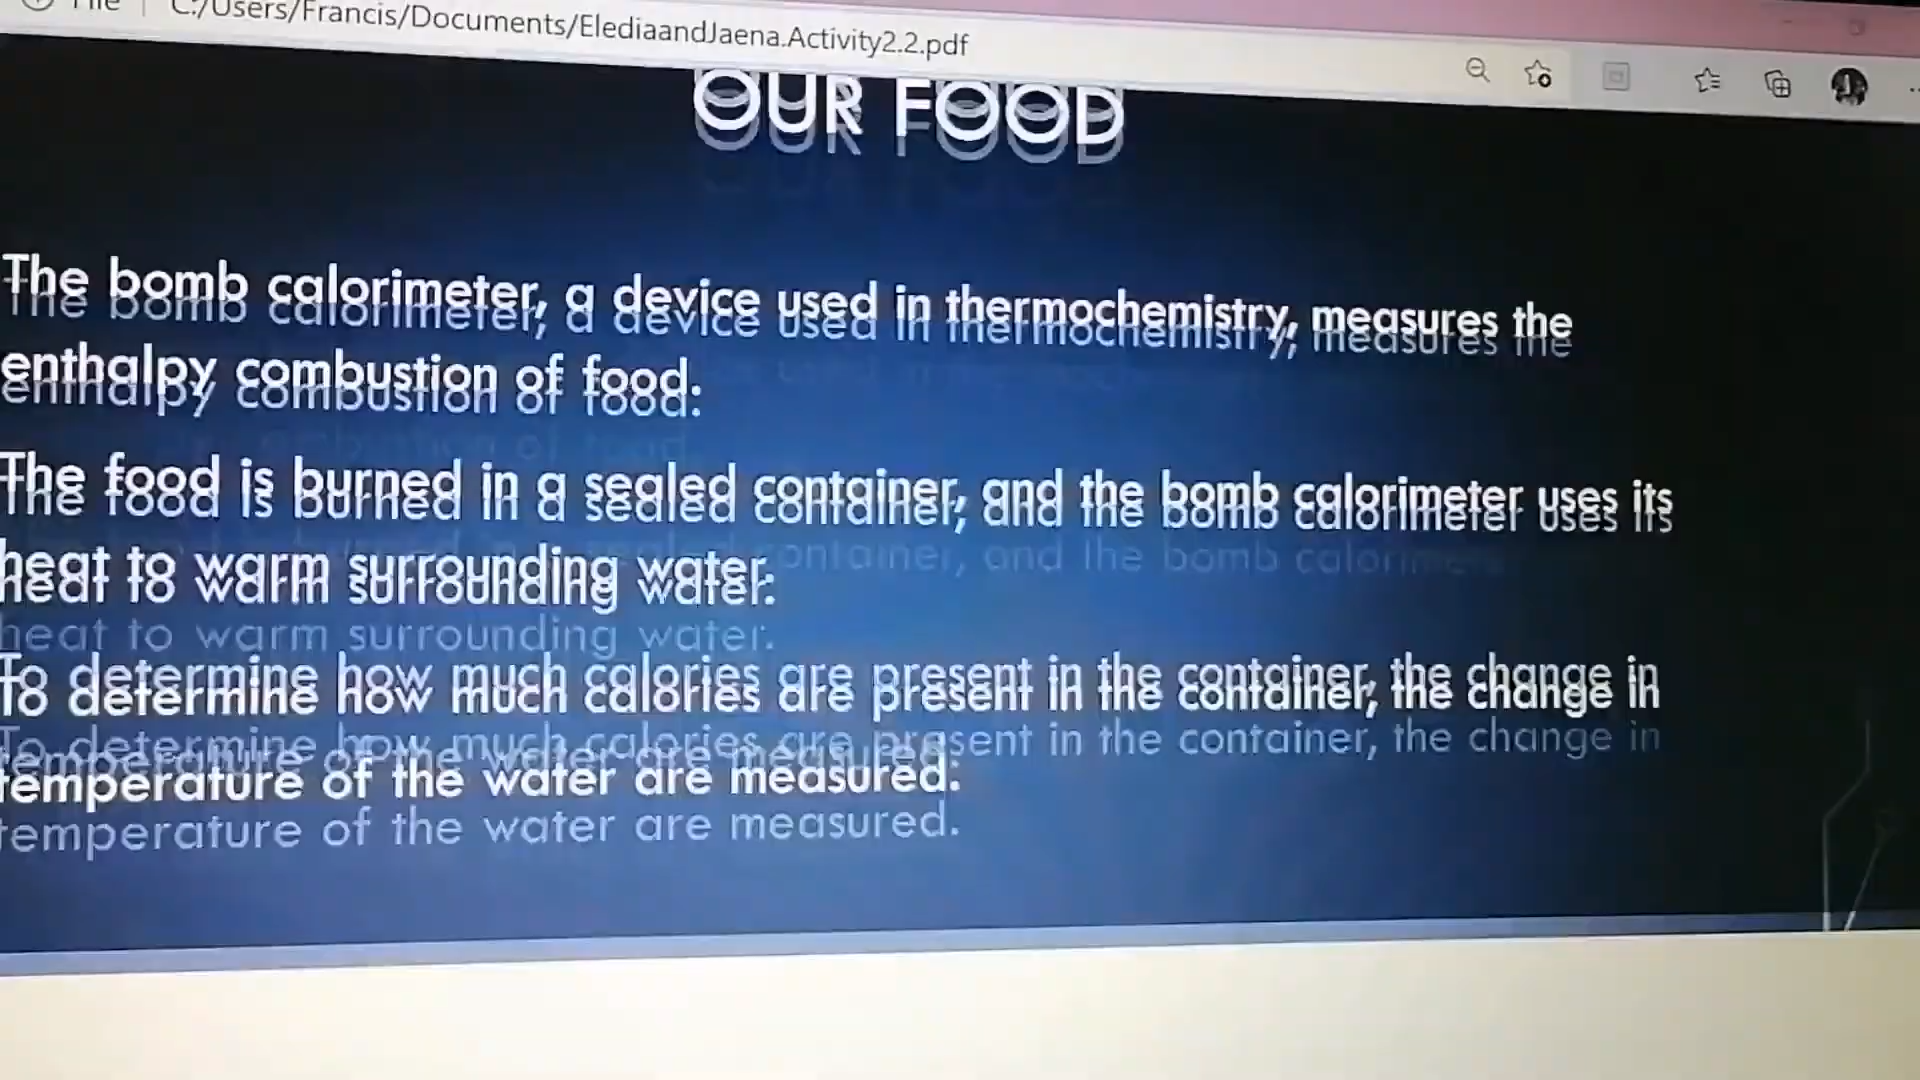 File C:/Users/Francis/Documents/ElediaandJaena.Activity2.2.pdf
OUR FOOD
The bomb calorimeter, a device used in thermochemistry, measures the
enthalpy combustion of food.
The food is burned in a sealed container, and the bomb calorimeter uses its
heat to warm surrounding water.
To determine how much calories are present in the container, the change in
temperature of the water are measured.